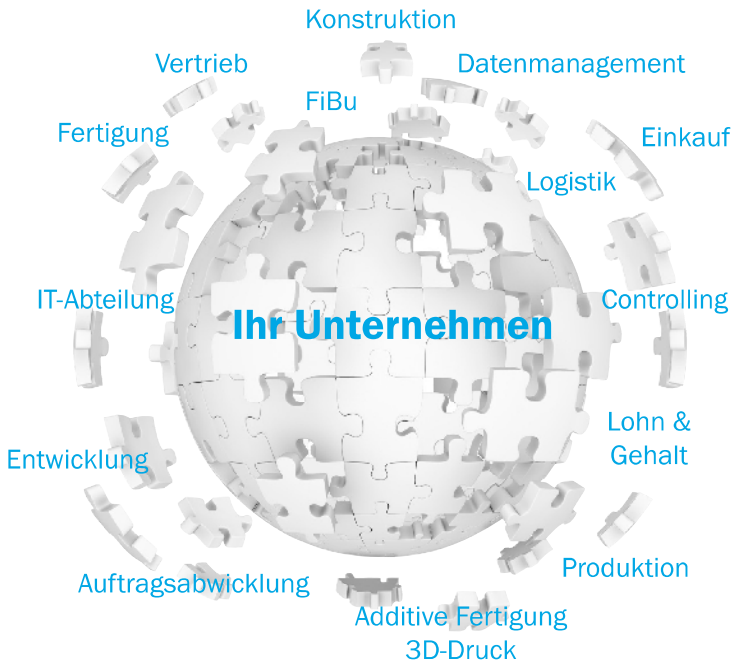 Konstruktion
Vertrieb
Datenmanagement
FiBu
Fertigung
Einkauf
Logistik
IT-Abteilung
Controlling
Ihr Unternehmen
Lohn &
Gehalt
Entwicklung
Produktion
Auftragsabwicklung
Additive Fertigung
3D-Druck